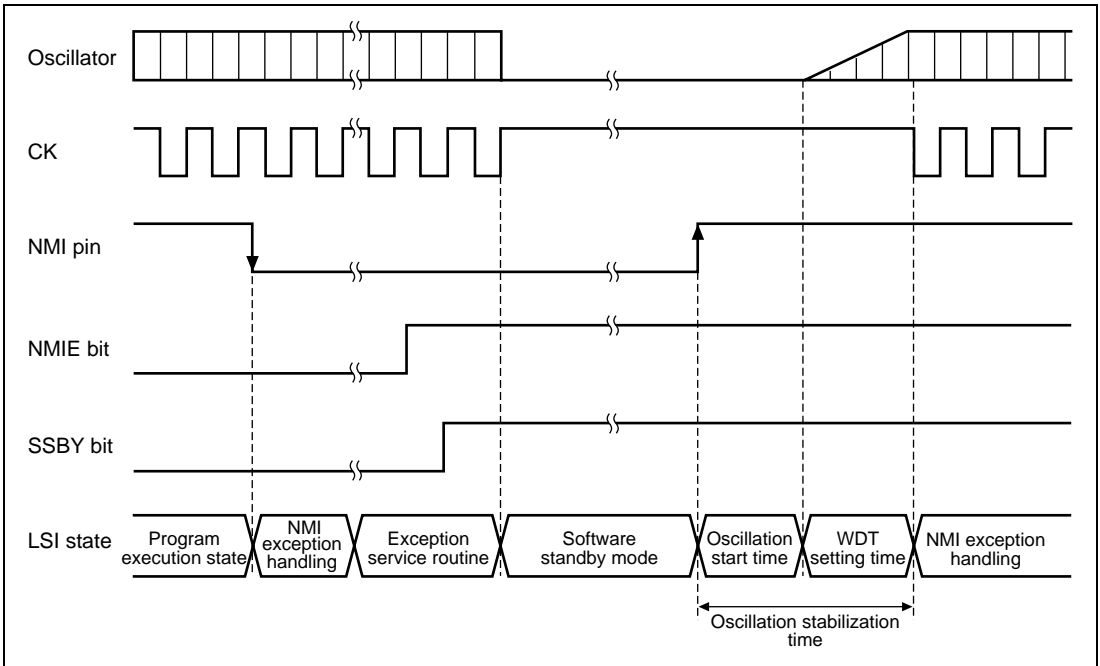 Oscillator
CK
NMI pin
NMIE bit
SSBY bit
LSI state
Program
execution state
NMI
exception
handling
Exception
service routine
Software
standby mode
Oscillation
start time
WDT
setting time
NMI exception
handling
Oscillation stabilization
time